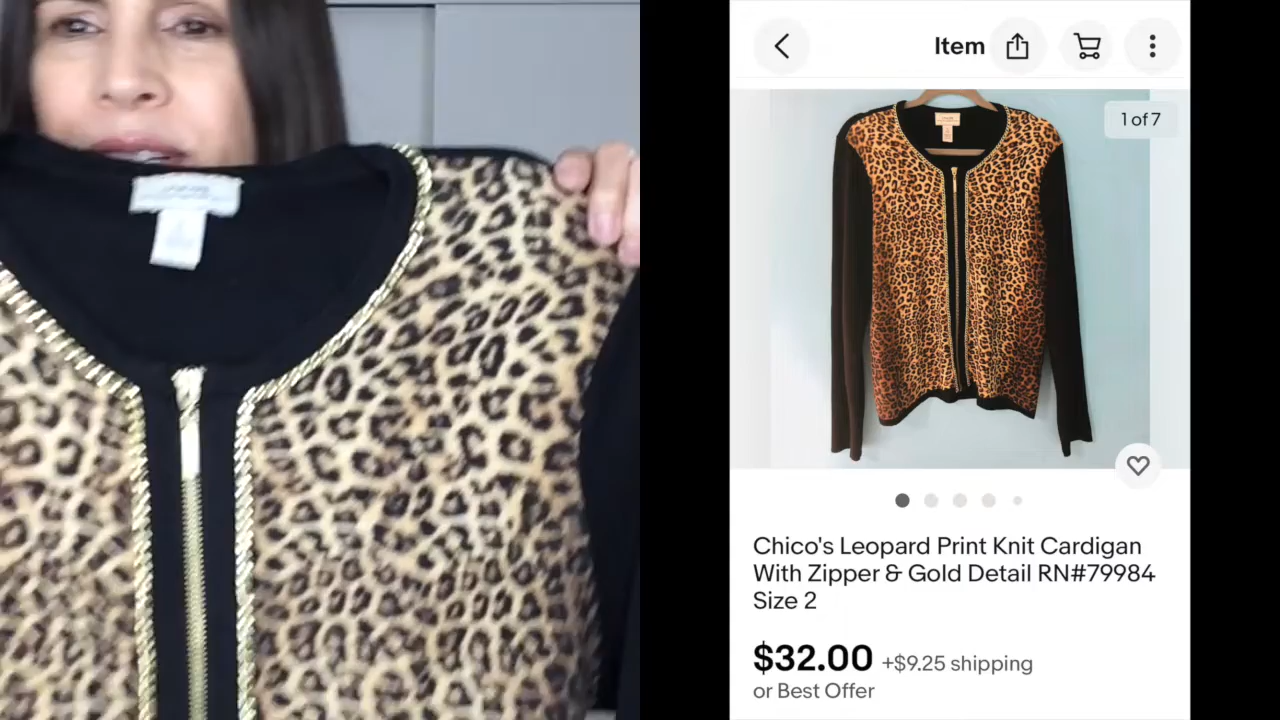 Item
1 of 7
Chico's Leopard Print Knit Cardigan
With Zipper & Gold Detail RN#79984
Size 2
$32.00 +$9.25 shipping
or Best Offer